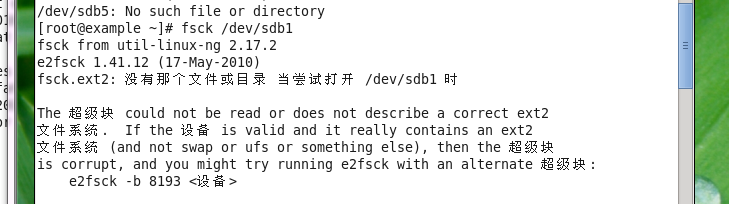 /dev/sdb5: No such file or directory
[root@example ~]# fsck /dev/sdb1
fsck from util-linux-ng 2.17.2
e2fsck 1.41.12 (17-May-2010)
fsck.ext2: 没有那个文件或目录 当尝试打开 /dev/sdb1 时
The 超级块 could not be read or does not describe a correct ext2
文件系统.  If the 设备 is valid and it really contains an ext2
文件系统 (and not swap or ufs or something else), then the 超级块
is corrupt, and you might try running e2fsck with an alternate 超级块:
    e2fsck -b 8193 <设备>